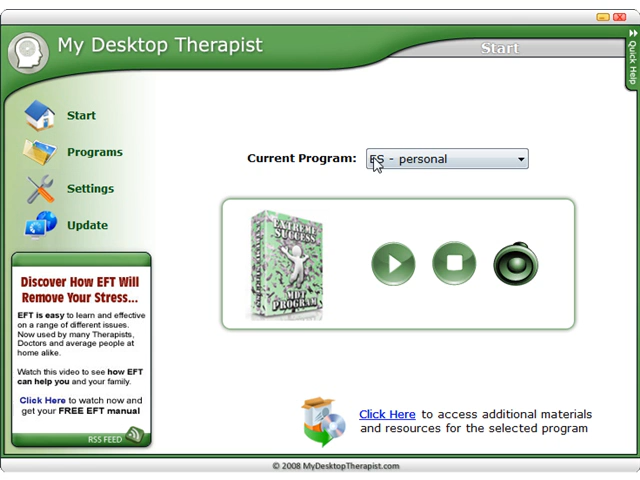 My Desktop Therapist
Start
Quick Help
Start
Programs
Settings
Update
Current Program:
ES - personal
EXTREME
SUCCESS
MDT
PROGRAM
Discover How EFT Will
Remove Your Stress...
EFT is easy to learn and effective
on a range of different issues.
Now used by many Therapists,
Doctors and average people at
home alike.
Watch this video to see how EFT
can help you and your family.
Click Here to watch now and
get your FREE EFT manual
RSS FEED
Click Here to access additional materials
and resources for the selected program
© 2008 MyDesktopTherapist.com